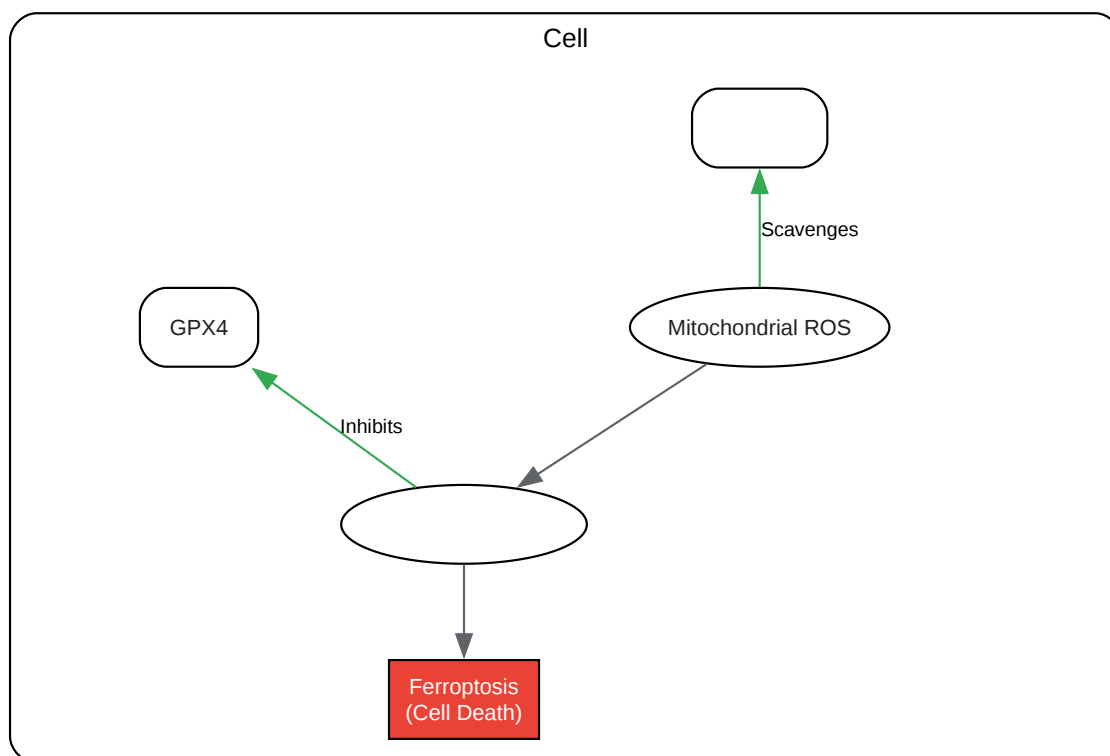 Cell
Scavenges
GPX4
Mitochondrial ROS
Inhibits
Ferroptosis
(Cell Death)